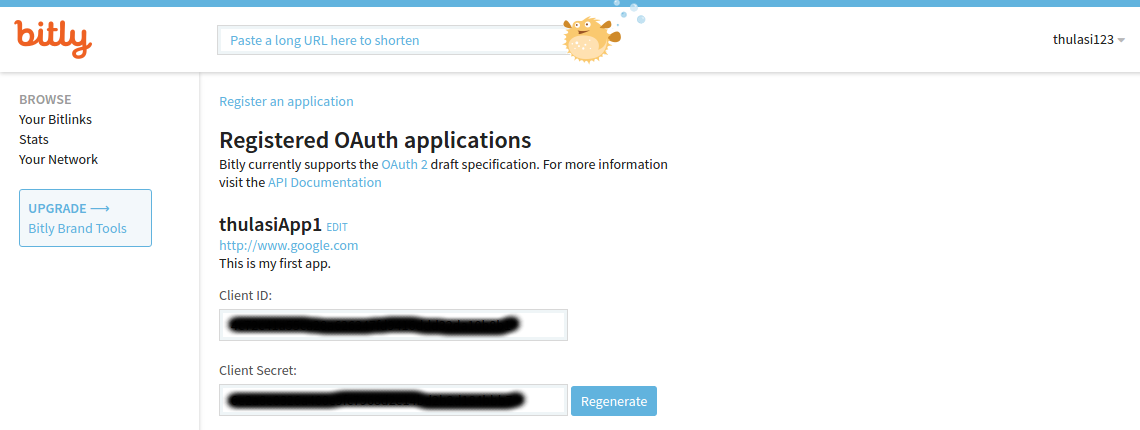 bitly
Paste a long URL here to shorten
thulasi123
BROWSE
Your Bitlinks
Stats
Your Network
UPGRADE ⟶
Bitly Brand Tools
Register an application
Registered OAuth applications
Bitly currently supports the OAuth 2 draft specification. For more information
visit the API Documentation
thulasiApp1 EDIT
http://www.google.com
This is my first app.
Client ID:
Client Secret:
Regenerate